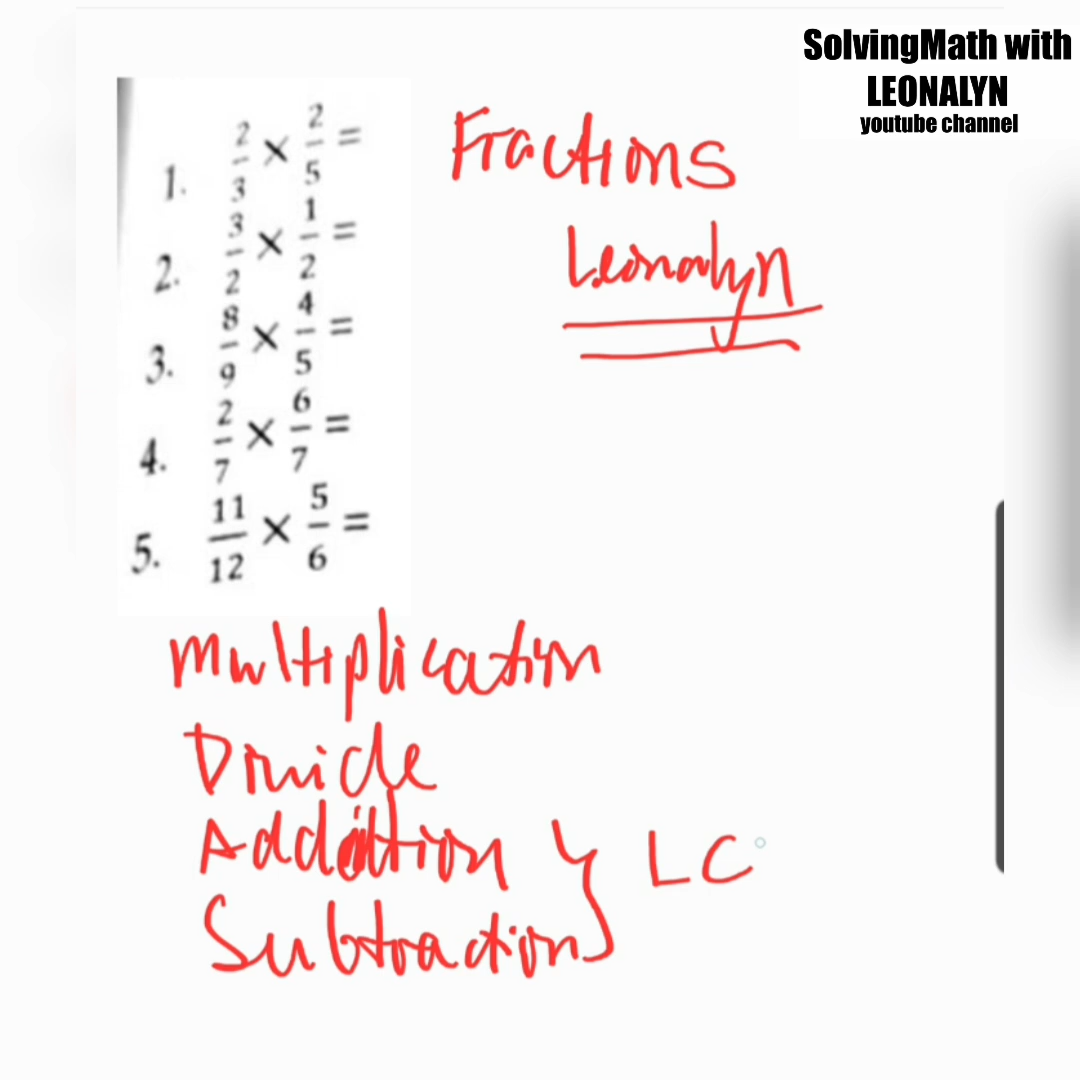 SolvingMath with
LEONALYN
youtube channel
1. 2/3 × 2/5 =
2. 3/2 × 1/2 =
3. 8/9 × 4/5 =
4. 2/7 × 6/7 =
5. 11/12 × 5/6 =
Fractions
Leonalyn
Multiplication
Divide
Addition
Subtraction
LC